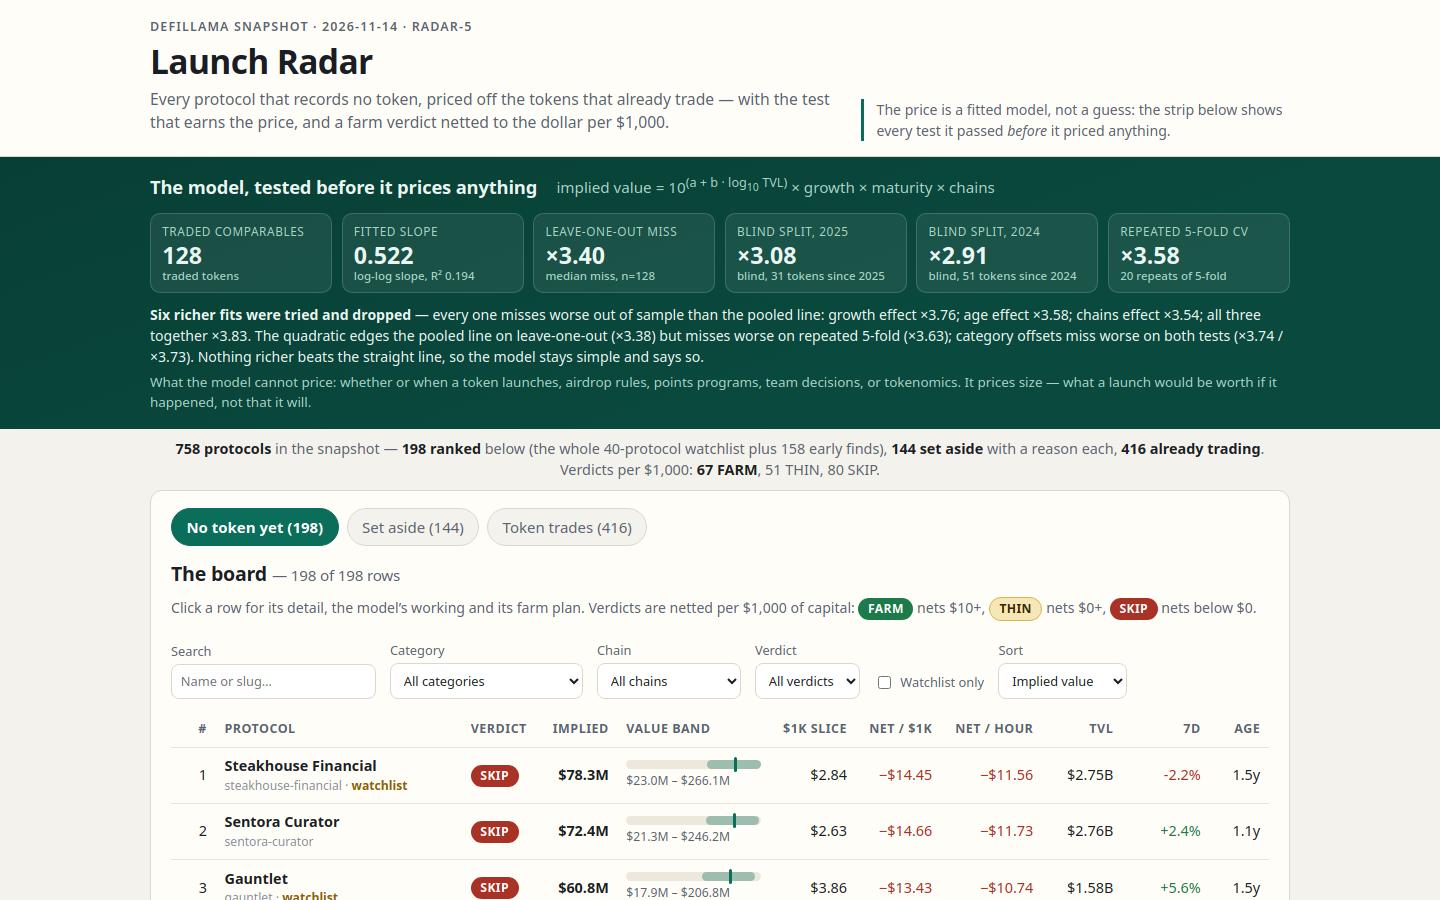 DEFILLAMA SNAPSHOT · 2026-11-14 · RADAR-5
Launch Radar
Every protocol that records no token, priced off the tokens that already trade — with the test
that earns the price, and a farm verdict netted to the dollar per $1,000.
The price is a fitted model, not a guess: the strip below shows
every test it passed before it priced anything.
The model, tested before it prices anything
implied value = 10(a + b · log10 TVL) × growth × maturity × chains
TRADED COMPARABLES
128
traded tokens
FITTED SLOPE
0.522
log-log slope, R² 0.194
LEAVE-ONE-OUT MISS
×3.40
median miss, n=128
BLIND SPLIT, 2025
×3.08
blind, 31 tokens since 2025
BLIND SPLIT, 2024
×2.91
blind, 51 tokens since 2024
REPEATED 5-FOLD CV
×3.58
20 repeats of 5-fold
Six richer fits were tried and dropped — every one misses worse out of sample than the pooled line: growth effect ×3.76; age effect ×3.58; chains effect ×3.54; all three
together ×3.83. The quadratic edges the pooled line on leave-one-out (×3.38) but misses worse on repeated 5-fold (×3.63); category offsets miss worse on both tests (×3.74 /
×3.73). Nothing richer beats the straight line, so the model stays simple and says so.
What the model cannot price: whether or when a token launches, airdrop rules, points programs, team decisions, or tokenomics. It prices size — what a launch would be worth if it
happened, not that it will.
758 protocols in the snapshot — 198 ranked below (the whole 40-protocol watchlist plus 158 early finds), 144 set aside with a reason each, 416 already trading.
Verdicts per $1,000: 67 FARM, 51 THIN, 80 SKIP.
No token yet (198)
Set aside (144)
Token trades (416)
The board — 198 of 198 rows
Click a row for its detail, the model's working and its farm plan. Verdicts are netted per $1,000 of capital: FARM nets $10+, THIN nets $0+, SKIP nets below $0.
Search
Category
Chain
Verdict
Sort
Name or slug...
All categories
All chains
All verdicts
Watchlist only
Implied value
# PROTOCOL VERDICT IMPLIED VALUE BAND $1K SLICE NET / $1K NET / HOUR TVL 7D AGE
1 Steakhouse Financial SKIP $78.3M $2.84 −$14.45 −$11.56 $2.75B -2.2% 1.5y
steakhouse-financial · watchlist $23.0M – $266.1M
2 Sentora Curator SKIP $72.4M $2.63 −$14.66 −$11.73 $2.76B +2.4% 1.1y
sentora-curator $21.3M – $246.2M
3 Gauntlet SKIP $60.8M $3.86 −$13.43 −$10.74 $1.58B +5.6% 1.5y
gauntlet · watchlist $17.9M – $206.8M